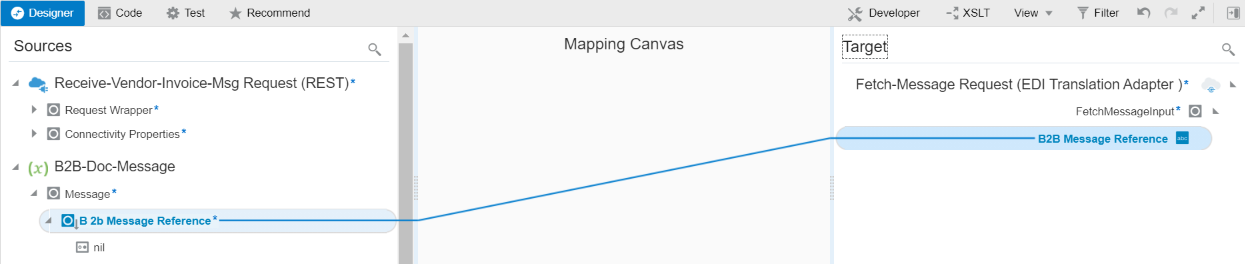 Designer Code Test Recommend Developer XSLT View Filter
Sources Mapping Canvas Target
Receive-Vendor-Invoice-Msg Request (REST)* Fetch-Message Request (EDI Translation Adapter )*
Request Wrapper* FetchMessageInput*
Connectivity Properties* B2B Message Reference abc
B2B-Doc-Message
(x)
Message*
B 2b Message Reference*
nil